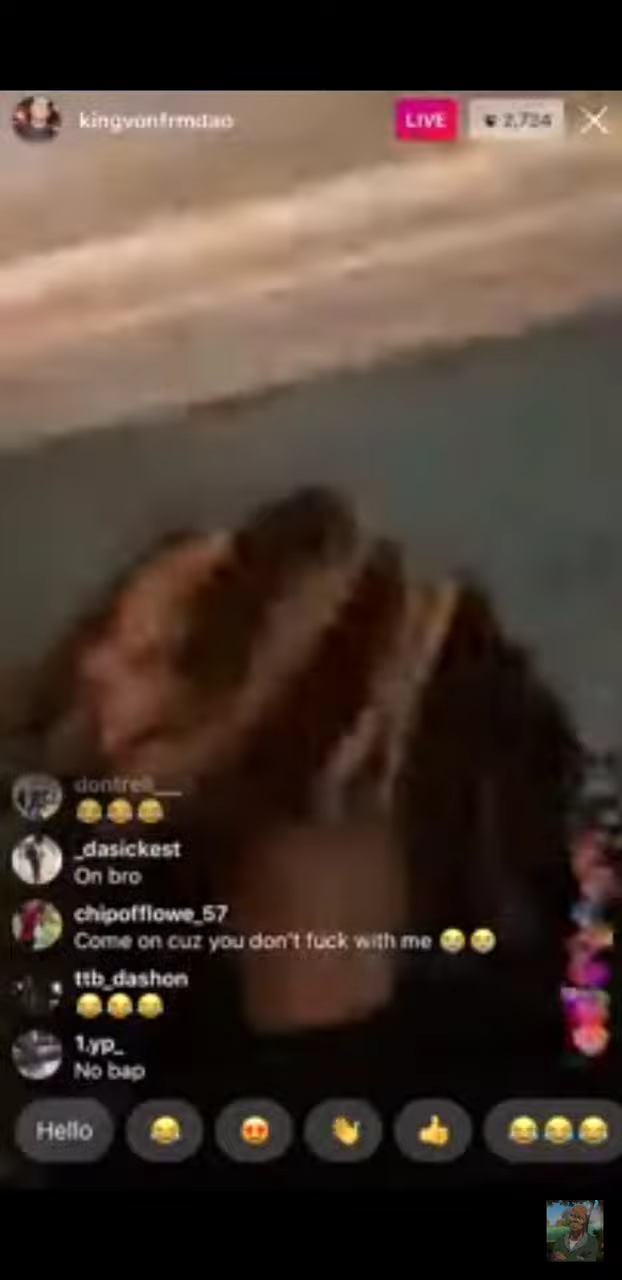 kingvonfrmdao
LIVE
2,724
dontrell___
😂😂😂
_dasickest
On bro
chipofflowe_57
Come on cuz you don't fuck with me 😢😢
ttb_dashon
😂😂😂
1.yp_
No bap
Hello 😂 😍 👏 👍 😂😂😂